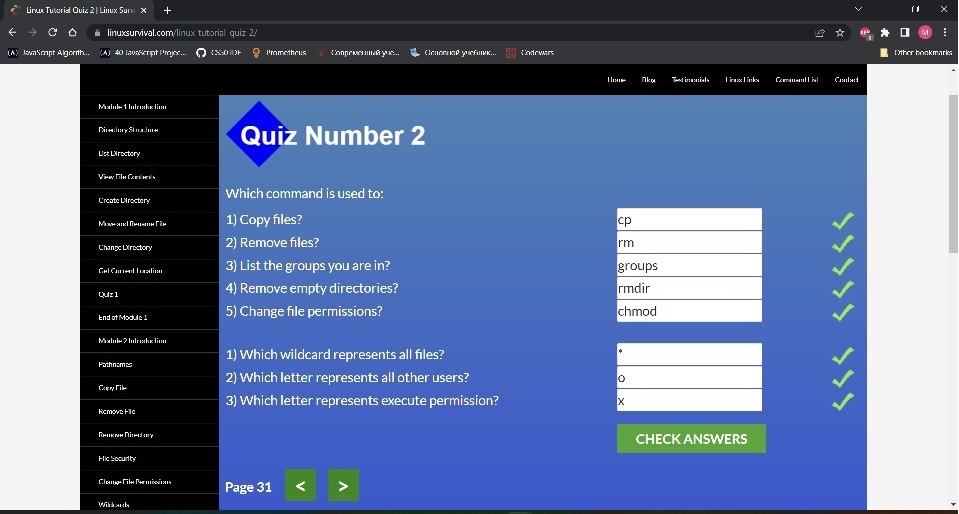 Linux Tutorial Quiz 2 | Linux Survi
linuxsurvival.com/linux-tutorial-quiz-2/
JavaScript Algorith... 40 JavaScript Projec... CS50 IDE Prometheus Современный уче... Основной учебник... Codewars Other bookmarks
Home Blog Testimonials Linux Links Command List Contact
Module 1 Introduction
Directory Structure
List Directory
View File Contents
Create Directory
Move and Rename File
Change Directory
Get Current Location
Quiz 1
End of Module 1
Module 2 Introduction
Pathnames
Copy File
Remove File
Remove Directory
File Security
Change File Permissions
Wildcards
Quiz Number 2
Which command is used to:
1) Copy files? cp
2) Remove files? rm
3) List the groups you are in? groups
4) Remove empty directories? rmdir
5) Change file permissions? chmod
1) Which wildcard represents all files? *
2) Which letter represents all other users? o
3) Which letter represents execute permission? x
CHECK ANSWERS
Page 31 < >